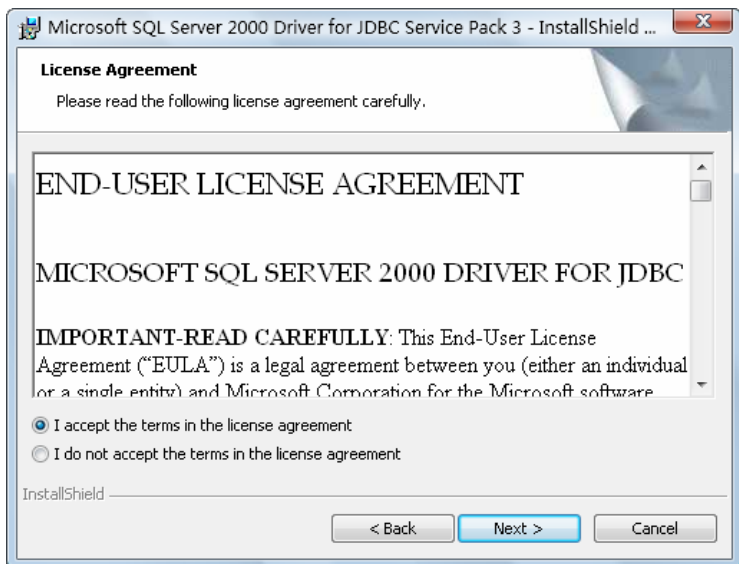 Microsoft SQL Server 2000 Driver for JDBC Service Pack 3 - InstallShield ...
License Agreement
Please read the following license agreement carefully.
END-USER LICENSE AGREEMENT
MICROSOFT SQL SERVER 2000 DRIVER FOR JDBC
IMPORTANT-READ CAREFULLY: This End-User License
Agreement (“EULA”) is a legal agreement between you (either an individual
or a single entity) and Microsoft Corporation for the Microsoft software
I accept the terms in the license agreement
I do not accept the terms in the license agreement
InstallShield
< Back Next > Cancel